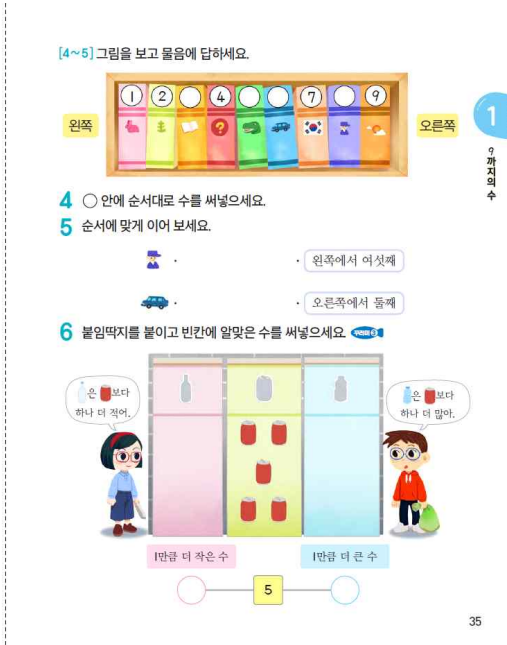 [4~5] 그림을 보고 물음에 답하세요.
1 2 4 7 9
왼쪽
오른쪽
1
9까지의 수
4 ○ 안에 순서대로 수를 써넣으세요.
5 순서에 맞게 이어 보세요.
· · 왼쪽에서 여섯째
· · 오른쪽에서 둘째
6 붙임딱지를 붙이고 빈칸에 알맞은 수를 써넣으세요.
은 보다
하나 더 적어.
은 보다
하나 더 많아.
1만큼 더 작은 수
1만큼 더 큰 수
5
35